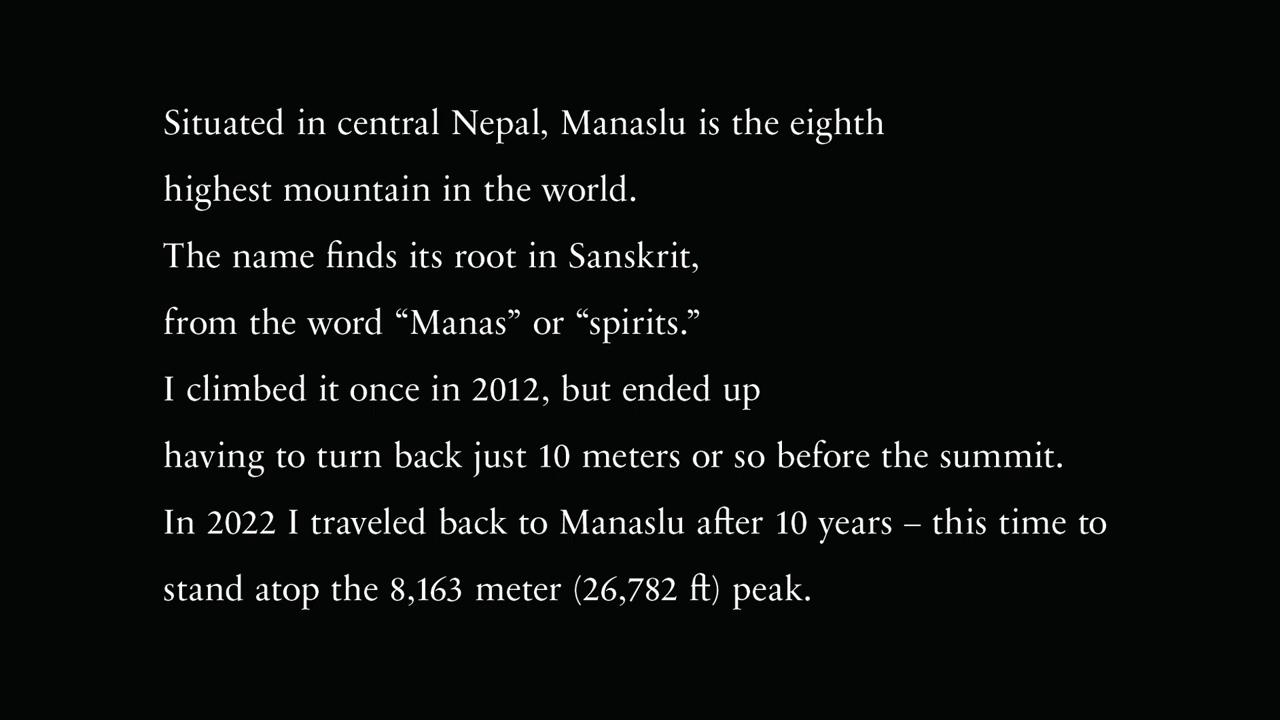 Situated in central Nepal, Manaslu is the eighth
highest mountain in the world.
The name finds its root in Sanskrit,
from the word “Manas” or “spirits.”
I climbed it once in 2012, but ended up
having to turn back just 10 meters or so before the summit.
In 2022 I traveled back to Manaslu after 10 years – this time to
stand atop the 8,163 meter (26,782 ft) peak.